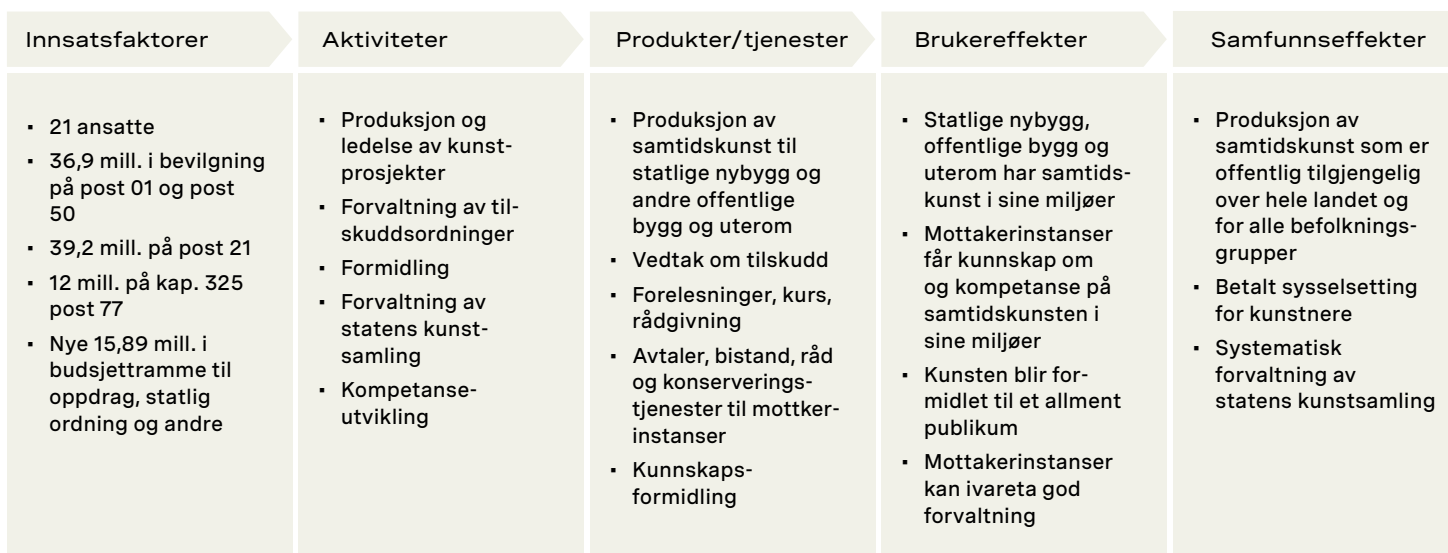 Innsatsfaktorer
Aktiviteter
Produkter/tjenester
Brukereffekter
Samfunnseffekter
▪ 21 ansatte
▪ 36,9 mill. i bevilgning
på post 01 og post
50
▪ 39,2 mill. på post 21
▪ 12 mill. på kap. 325
post 77
▪ Nye 15,89 mill. i
budsjettramme til
oppdrag, statlig
ordning og andre
▪ Produksjon og
ledelse av kunst-
prosjekter
▪ Forvaltning av til-
skuddsordninger
▪ Formidling
▪ Forvaltning av
statens kunst-
samling
▪ Kompetanse-
utvikling
▪ Produksjon av
samtidskunst til
statlige nybygg og
andre offentlige
bygg og uterom
▪ Vedtak om tilskudd
▪ Forelesninger, kurs,
rådgivning
▪ Avtaler, bistand, råd
og konserverings-
tjenester til mottker-
instanser
▪ Kunnskaps-
formidling
▪ Statlige nybygg,
offentlige bygg og
uterom har samtids-
kunst i sine miljøer
▪ Mottakerinstanser
får kunnskap om
og kompetanse på
samtidskunsten i
sine miljøer
▪ Kunsten blir for-
midlet til et allment
publikum
▪ Mottakerinstanser
kan ivareta god
forvaltning
▪ Produksjon av
samtidskunst som er
offentlig tilgjengelig
over hele landet og
for alle befolknings-
grupper
▪ Betalt sysselsetting
for kunstnere
▪ Systematisk
forvaltning av
statens kunstsamling